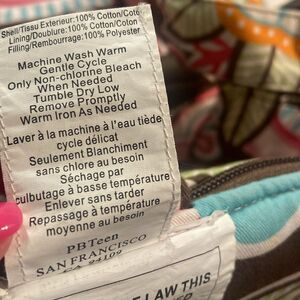 Shell/Tissu Exterieur:100% Cotton/Coton
Lining/Doublure:100% Cotton/Coton
Filling/Rembourrage:100% Polyester
Machine Wash Warm
Gentle Cycle
Only Non-chlorine Bleach
When Needed
Tumble Dry Low
Remove Promptly
Warm Iron As Needed
Laver à la machine à l'eau tiède
cycle délicat
Seulement Blanchiment
sans chlore au besoin
Séchage par
culbutage à basse température
Enlever sans tarder
Repassage à température
moyenne au besoin
PBTeen
SAN FRANCISCO
CA 94109
LAW THIS